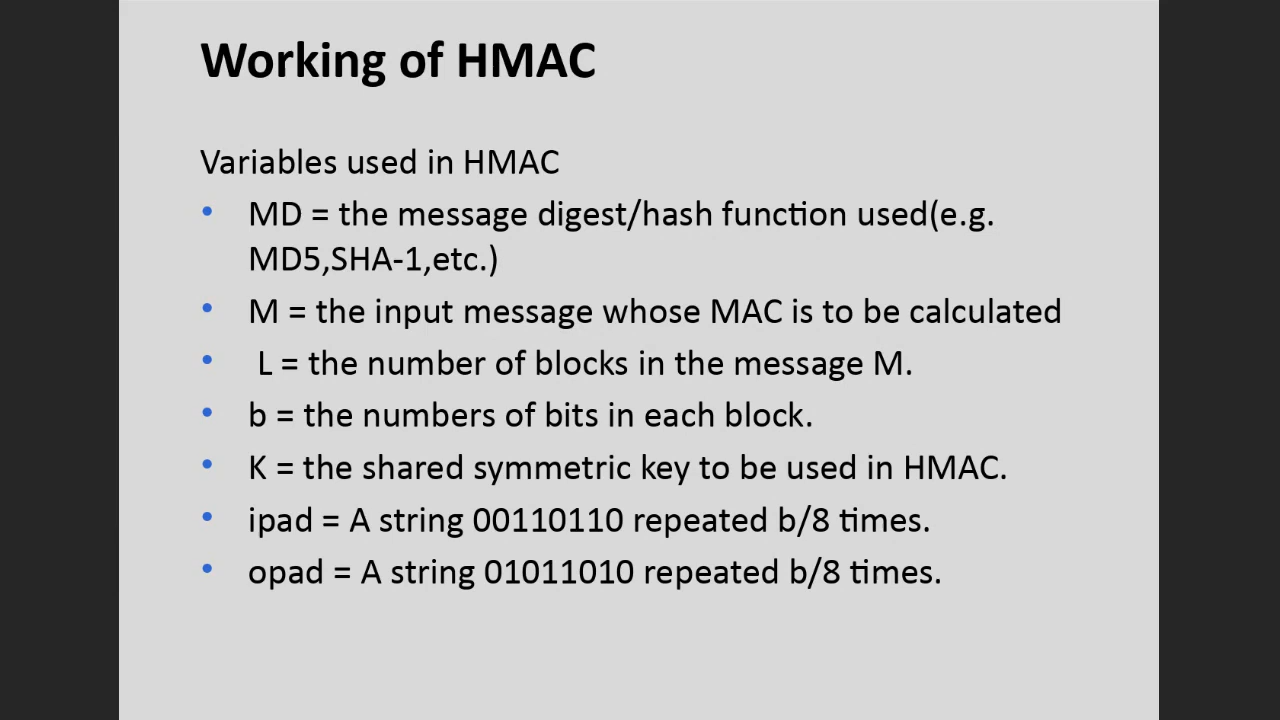 Working of HMAC
Variables used in HMAC
• MD = the message digest/hash function used(e.g.
MD5,SHA-1,etc.)
• M = the input message whose MAC is to be calculated
• L = the number of blocks in the message M.
• b = the numbers of bits in each block.
• K = the shared symmetric key to be used in HMAC.
• ipad = A string 00110110 repeated b/8 times.
• opad = A string 01011010 repeated b/8 times.